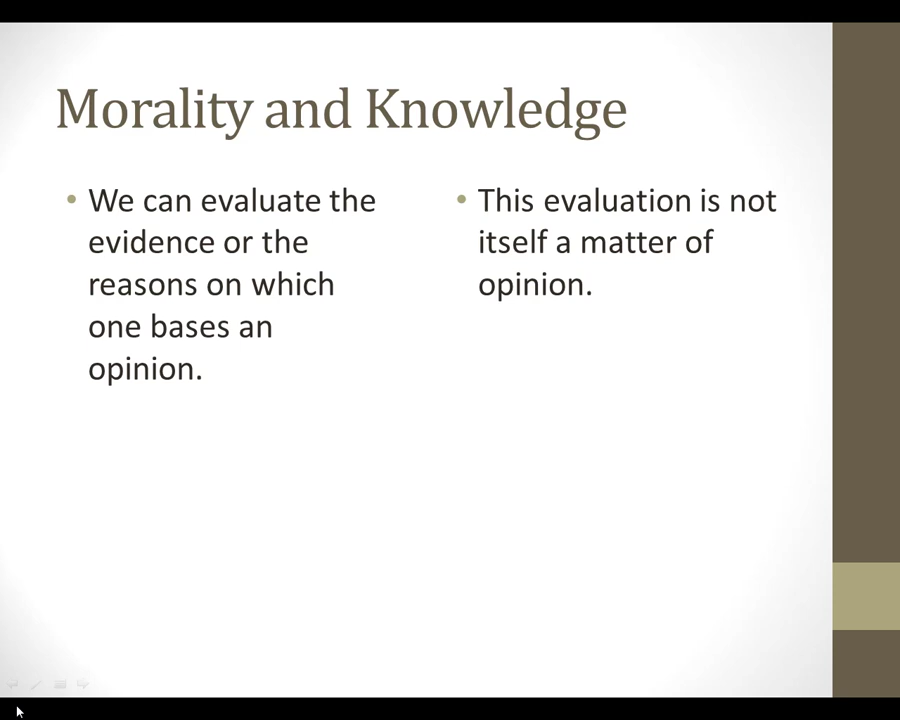 Morality and Knowledge
• We can evaluate the
evidence or the
reasons on which
one bases an
opinion.
• This evaluation is not
itself a matter of
opinion.